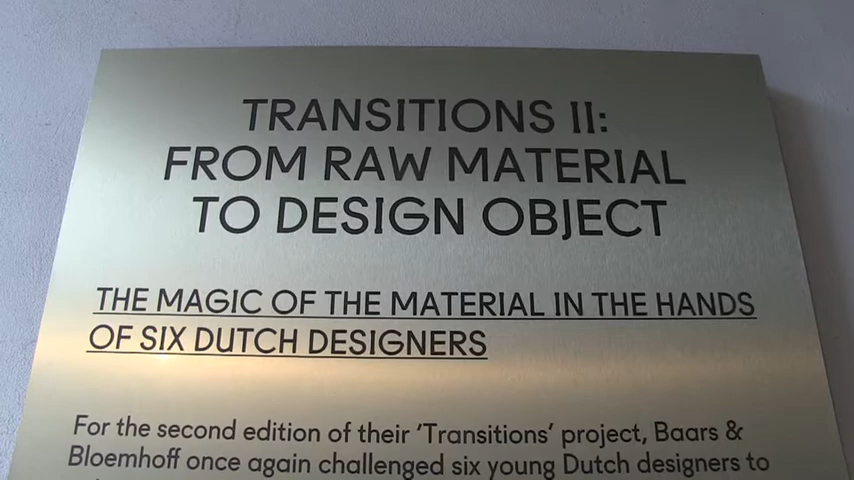 TRANSITIONS II:
FROM RAW MATERIAL
TO DESIGN OBJECT
THE MAGIC OF THE MATERIAL IN THE HANDS
OF SIX DUTCH DESIGNERS
For the second edition of their ‘Transitions’ project, Baars &
Bloemhoff once again challenged six young Dutch designers to